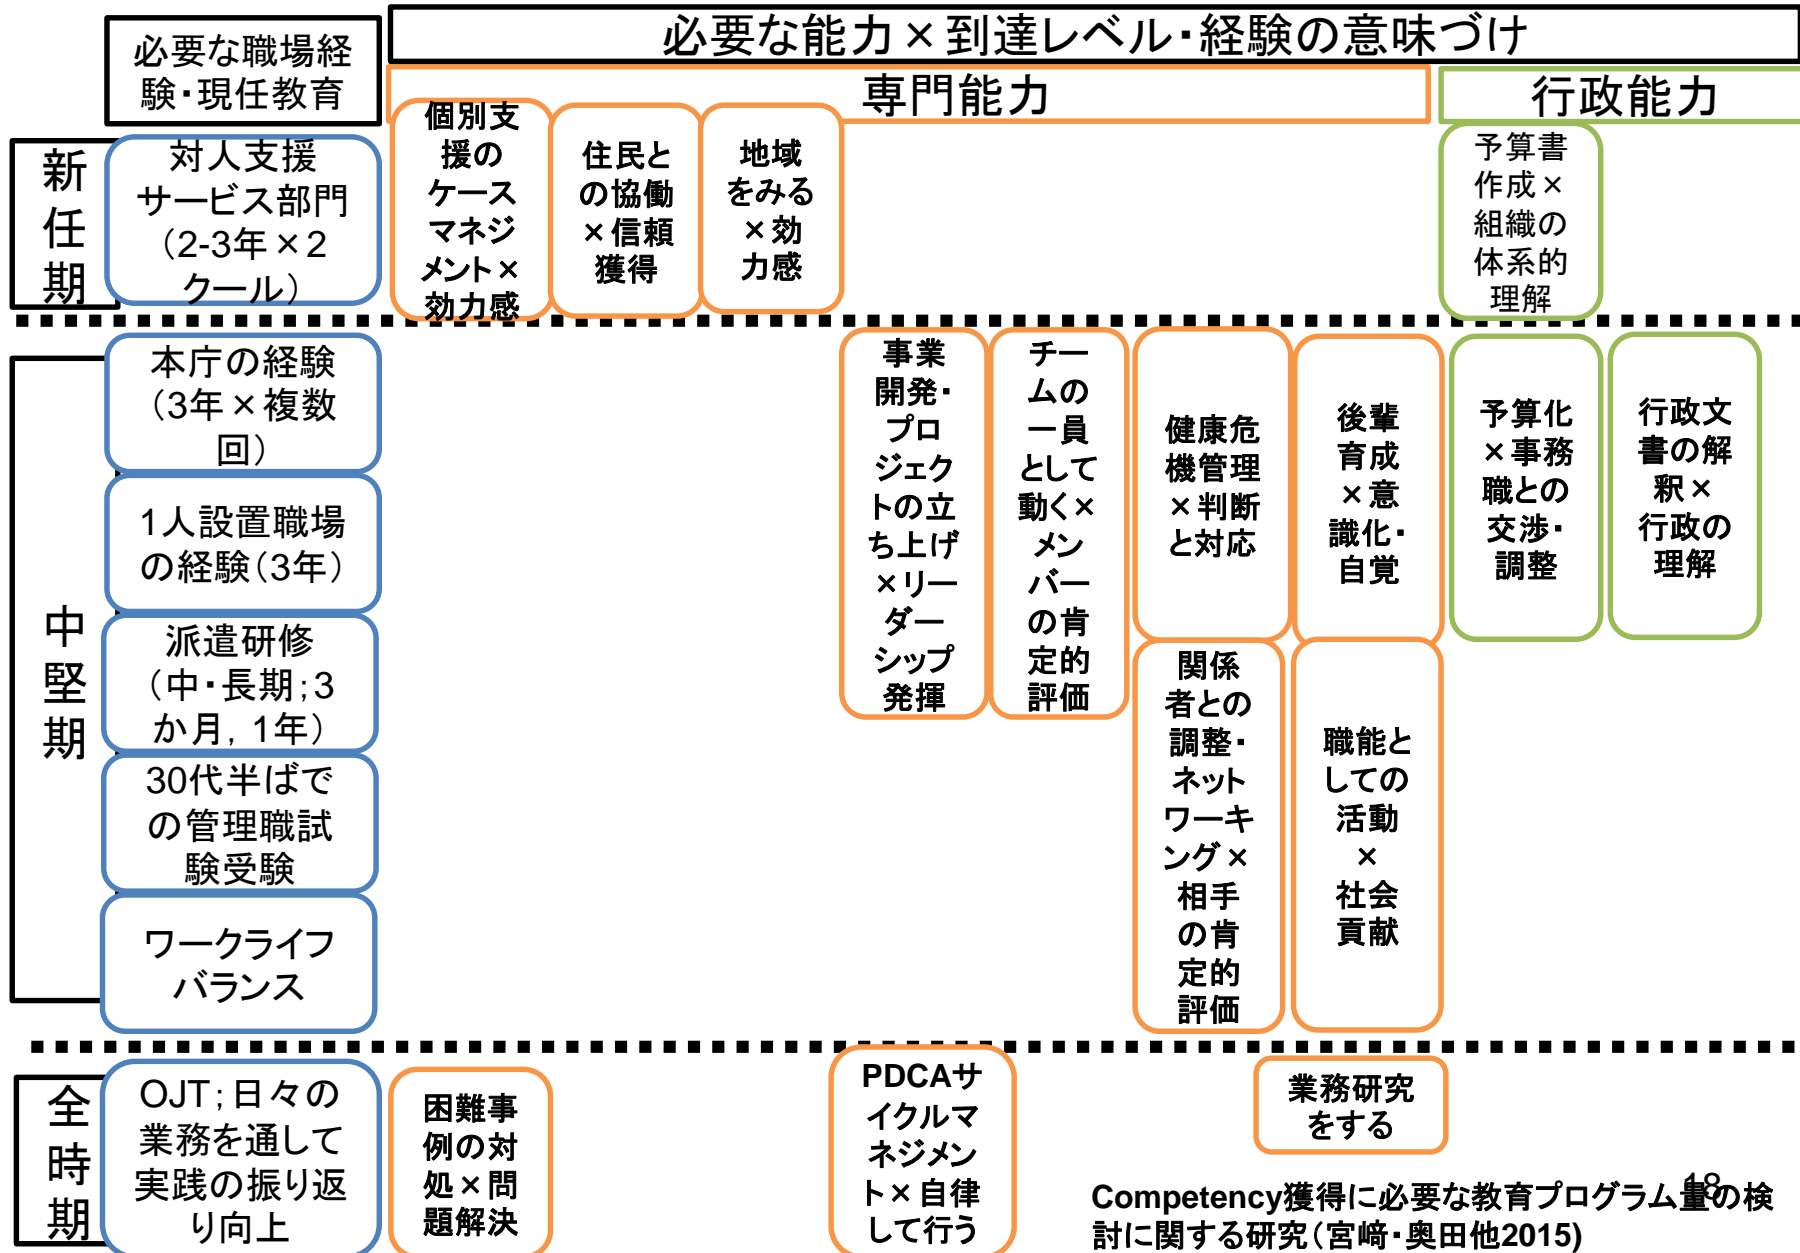 必要な職場経
験・現任教育
必要な能力×到達レベル・経験の意味づけ
専門能力
行政能力
新
任
期
対人支援
サービス部門
（2-3年×2
クール）
個別支
援の
ケース
マネジ
メント×
効力感
住民と
の協働
×信頼
獲得
地域
をみる
×効
力感
予算書
作成×
組織の
体系的
理解
中
堅
期
本庁の経験
（3年×複数
回）
1人設置職場
の経験（3年）
派遣研修
（中・長期；3
か月，1年）
30代半ばで
の管理職試
験受験
ワークライフ
バランス
事業
開発・
プロ
ジェク
トの立
ち上げ
×リー
ダー
シップ
発揮
チー
ムの
一員
として
動く×
メン
バー
の肯
定的
評価
健康危
機管理
×判断
と対応
後輩
育成
×意
識化・
自覚
予算化
×事務
職との
交渉・
調整
行政文
書の解
釈×
行政の
理解
関係
者との
調整・
ネット
ワーキ
ング×
相手
の肯
定的
評価
職能と
しての
活動
×
社会
貢献
全
時
期
OJT；日々の
業務を通して
実践の振り返
り向上
困難事
例の対
処×問
題解決
PDCAサ
イクルマ
ネジメン
ト×自律
して行う
業務研究
をする
Competency獲得に必要な教育プログラム量の検
討に関する研究（宮﨑・奥田他2015)
18